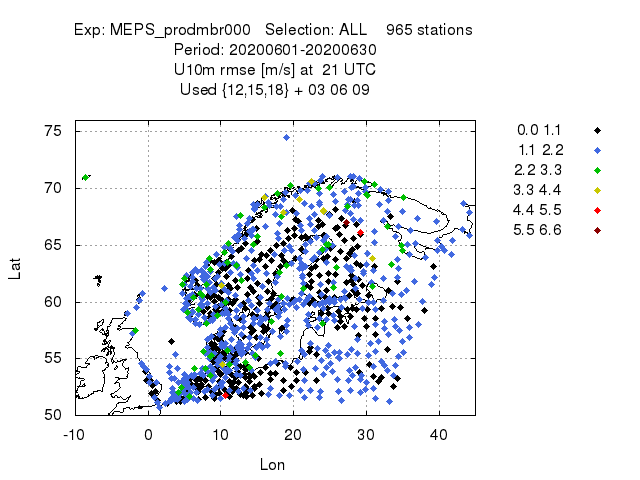 Exp: MEPS_prodmbr000   Selection: ALL    965 stations
Period: 20200601-20200630
U10m rmse [m/s] at  21 UTC
Used {12,15,18} + 03 06 09
75
70
65
60
55
50
Lat
-10 0 10 20 30 40
Lon
0.0 1.1
1.1 2.2
2.2 3.3
3.3 4.4
4.4 5.5
5.5 6.6